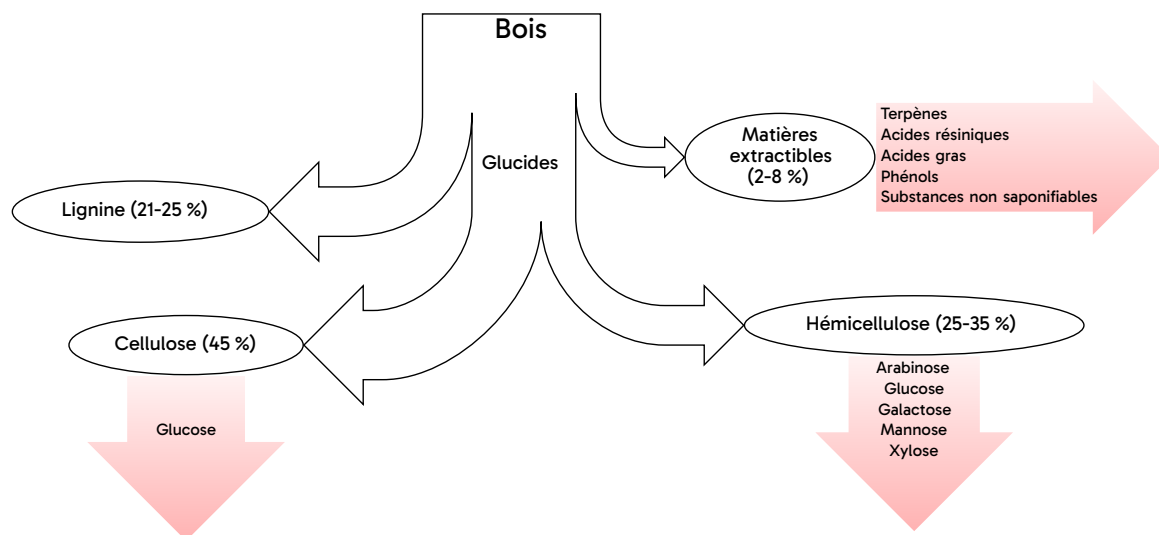 Bois
Glucides
Matières
extractibles
(2-8 %)
Terpènes
Acides résiniques
Acides gras
Phénols
Substances non saponifiables
Lignine (21-25 %)
Cellulose (45 %)
Hémicellulose (25-35 %)
Glucose
Arabinose
Glucose
Galactose
Mannose
Xylose